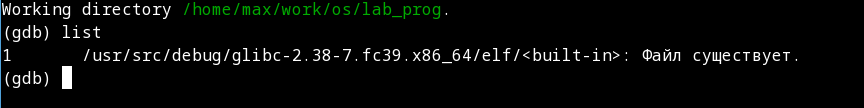 Working directory /home/max/work/os/lab_prog.
(gdb) list
1       /usr/src/debug/glibc-2.38-7.fc39.x86_64/elf/<built-in>: Файл существует.
(gdb)